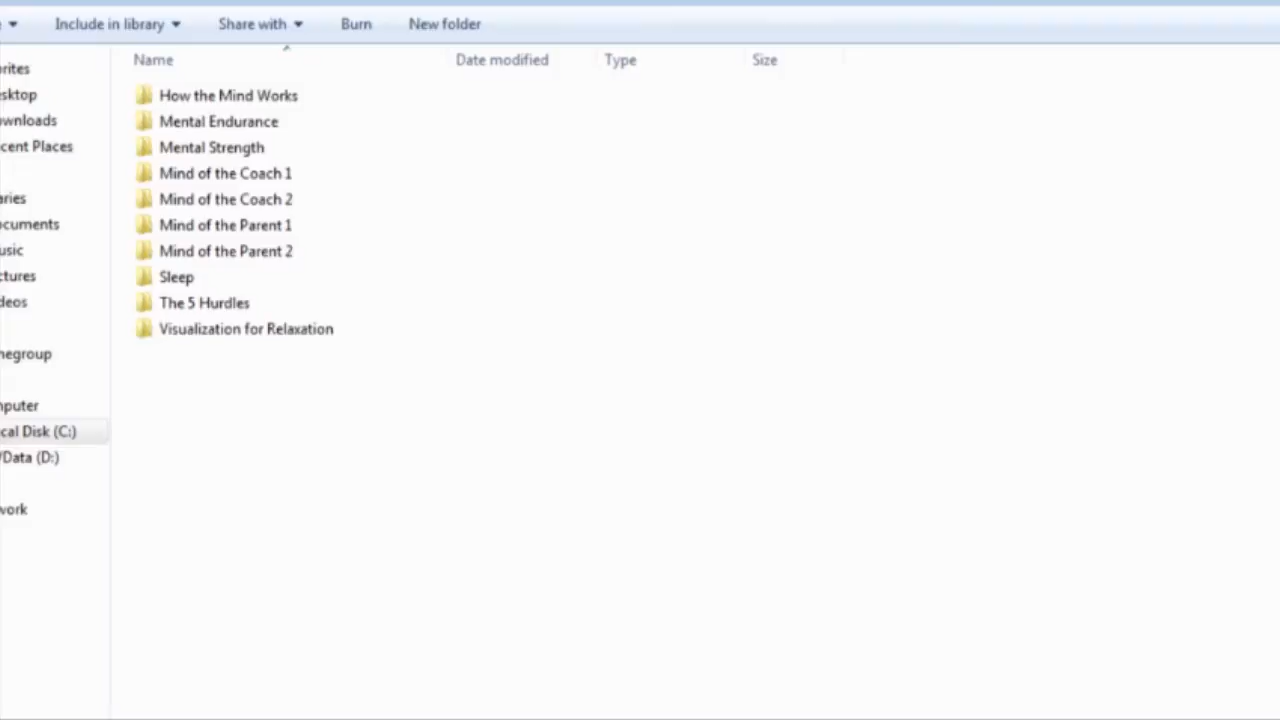 Include in library Share with Burn New folder
Name Date modified Type Size
How the Mind Works
Mental Endurance
Mental Strength
Mind of the Coach 1
Mind of the Coach 2
Mind of the Parent 1
Mind of the Parent 2
Sleep
The 5 Hurdles
Visualization for Relaxation
rites
sktop
wnloads
cent Places
aries
ocuments
usic
ctures
deos
negroup
nputer
cal Disk (C:)
/Data (D:)
work